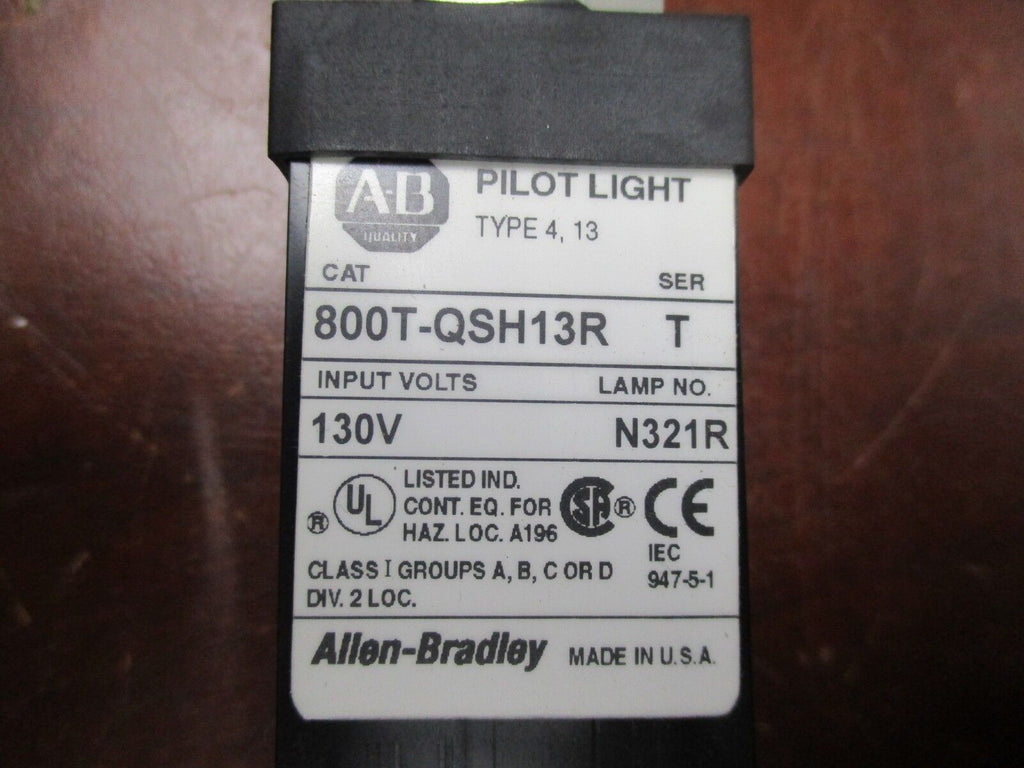 A-B
QUALITY
PILOT LIGHT
TYPE 4, 13
CAT SER
800T-QSH13R T
INPUT VOLTS LAMP NO.
130V N321R
® UL LISTED IND.
CONT. EQ. FOR
HAZ. LOC. A196
SA ® CE
IEC
947-5-1
CLASS I GROUPS A, B, C OR D
DIV. 2 LOC.
Allen-Bradley MADE IN U.S.A.